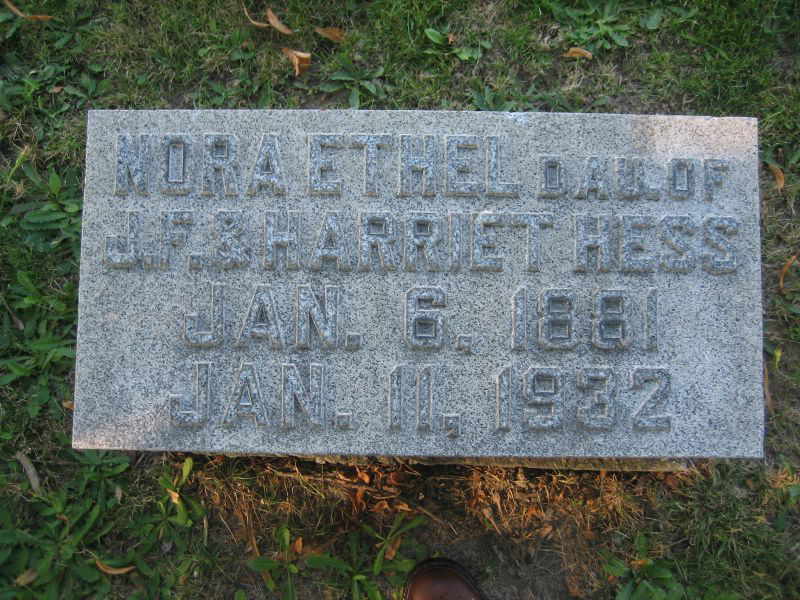 NORA ETHEL DAU. OF
J.F. & HARRIET HESS
JAN. 6, 1881
JAN. 11, 1932